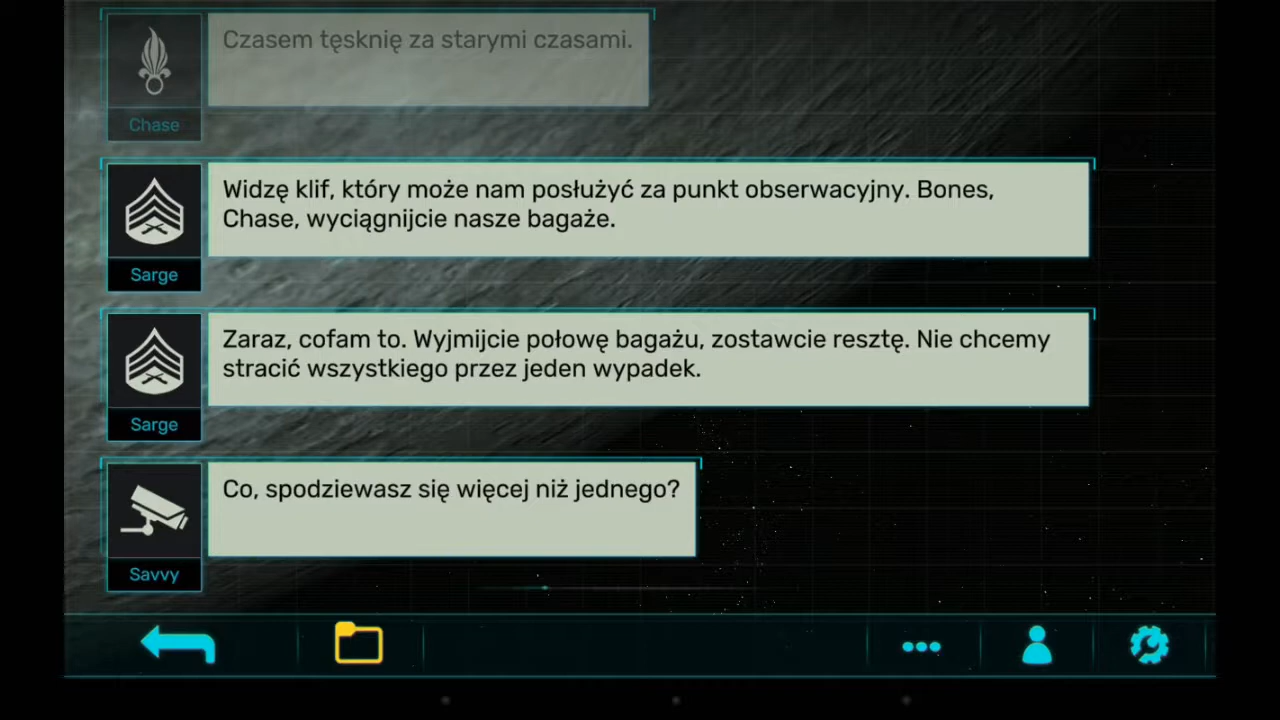 Czasem tęsknię za starymi czasami.
Chase
Widzę klif, który może nam posłużyć za punkt obserwacyjny. Bones,
Chase, wyciągnijcie nasze bagaże.
Sarge
Zaraz, cofam to. Wyjmijcie połowę bagażu, zostawcie resztę. Nie chcemy
stracić wszystkiego przez jeden wypadek.
Sarge
Co, spodziewasz się więcej niż jednego?
Savvy